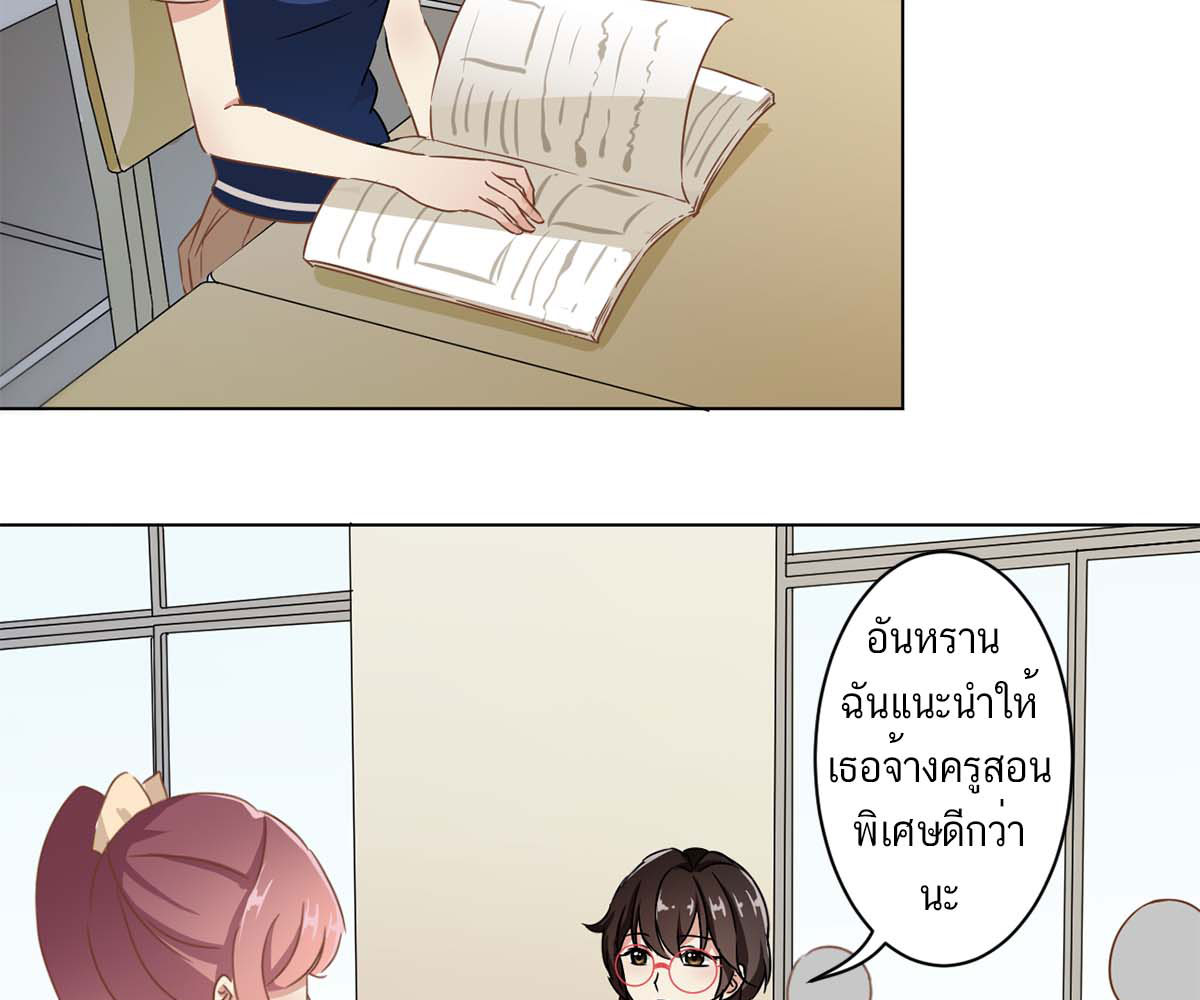 อันหราน
ฉันแนะนำให้
เธอจ้างครูสอน
พิเศษดีกว่า
นะ